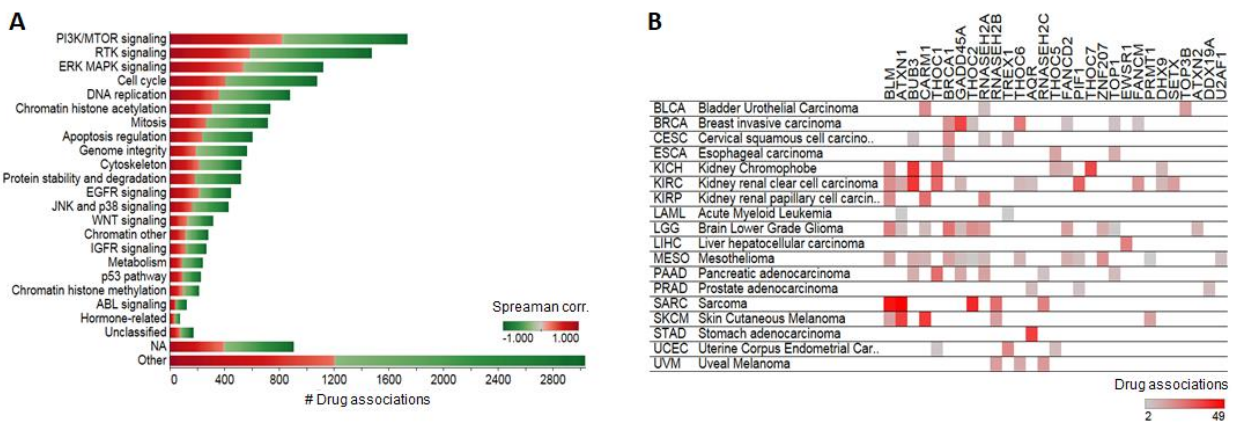 A
PI3K/MTOR signaling
RTK signaling
ERK MAPK signaling
Cell cycle
DNA replication
Chromatin histone acetylation
Mitosis
Apoptosis regulation
Genome integrity
Cytoskeleton
Protein stability and degradation
EGFR signaling
JNK and p38 signaling
WNT signaling
Chromatin other
IGFR signaling
Metabolism
p53 pathway
Chromatin histone methylation
ABL signaling
Hormone-related
Unclassified
NA
Other
0 400 800 1200 1600 2000 2400 2800
# Drug associations
Spreaman corr.
-1.000 1.000
B
BLM
ATXN1
BUB3
CARM1
THOC1
BRCA1
GADD45A
THOC2
RNASEH2A
RNASEH2B
TREX1
THOC6
AQR
RNASEH2C
THOC5
FANCD2
PIF1
THOC7
ZNF207
TOP1
EWSR1
FANCM
PRMT1
DHX9
SETX
TOP3B
ATXN2
DDX19A
U2AF1
BLCA Bladder Urothelial Carcinoma
BRCA Breast invasive carcinoma
CESC Cervical squamous cell carcino..
ESCA Esophageal carcinoma
KICH Kidney Chromophobe
KIRC Kidney renal clear cell carcinoma
KIRP Kidney renal papillary cell carcin..
LAML Acute Myeloid Leukemia
LGG Brain Lower Grade Glioma
LIHC Liver hepatocellular carcinoma
MESO Mesothelioma
PAAD Pancreatic adenocarcinoma
PRAD Prostate adenocarcinoma
SARC Sarcoma
SKCM Skin Cutaneous Melanoma
STAD Stomach adenocarcinoma
UCEC Uterine Corpus Endometrial Car..
UVM Uveal Melanoma
Drug associations
2 49